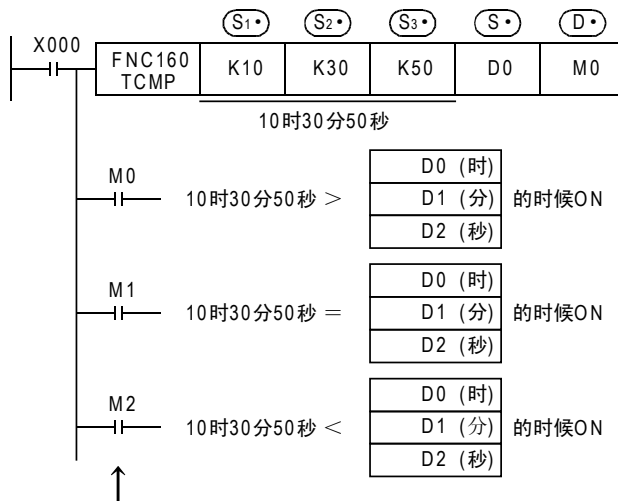 S1• S2• S3• S• D•
X000
FNC160 TCMP K10 K30 K50 D0 M0
10时30分50秒
M0
10时30分50秒 >
D0 (时)
D1 (分)
D2 (秒)
的时候ON
M1
10时30分50秒 =
D0 (时)
D1 (分)
D2 (秒)
的时候ON
M2
10时30分50秒 <
D0 (时)
D1 (分)
D2 (秒)
的时候ON